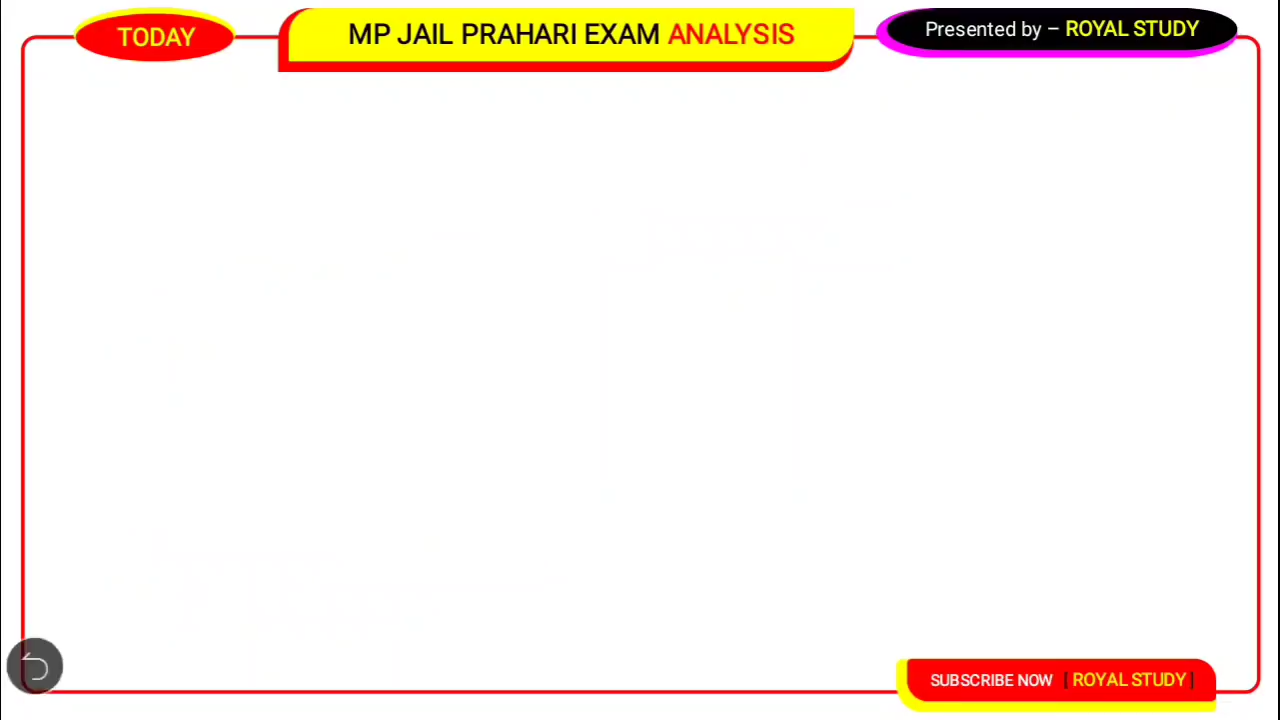 TODAY
MP JAIL PRAHARI EXAM ANALYSIS
Presented by – ROYAL STUDY
SUBSCRIBE NOW [ ROYAL STUDY ]